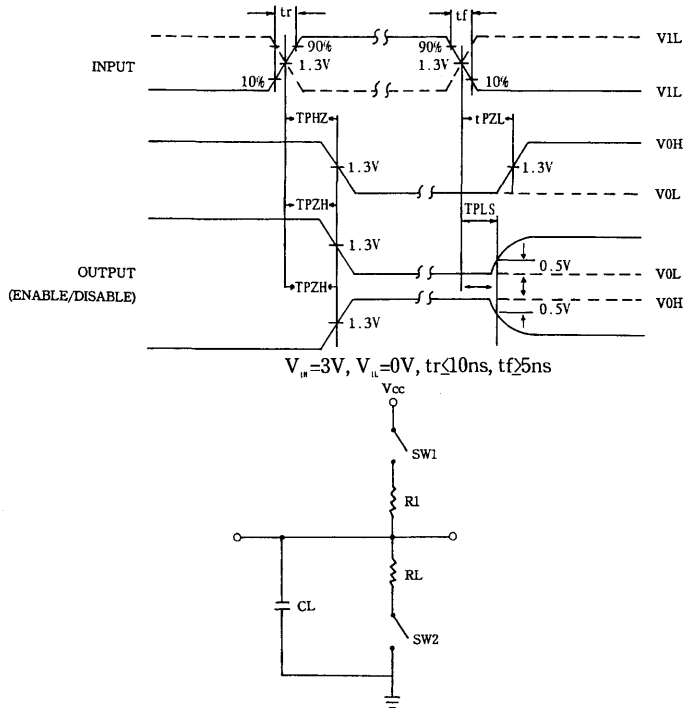 tr
tf
90%
90%
V1L
INPUT
1.3V
1.3V
10%
10%
V1L
TPHZ
tPZL
V0H
1.3V
1.3V
V0L
TPZH
TPLS
1.3V
OUTPUT
0.5V
V0L
(ENABLE/DISABLE)
TPZH
V0H
1.3V
0.5V
V_IH=3V, V_IL=0V, tr≤10ns, tf≥5ns
Vcc
SW1
R1
RL
CL
SW2